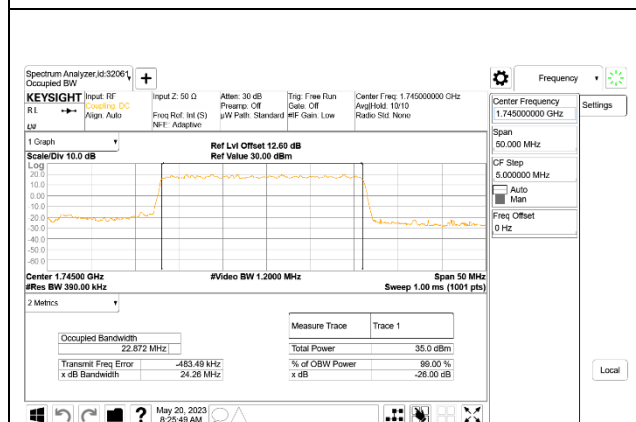 Spectrum Analyzer,Id:32061
Occupied BW
+
Frequency
KEYSIGHT
Input: RF
Coupling: DC
Align: Auto
Input Z: 50 Ω
Freq Ref: Int (S)
NFE: Adaptive
Atten: 30 dB
Preamp: Off
µW Path: Standard
Trig: Free Run
Gate: Off
#IF Gain: Low
Center Freq: 1.745000000 GHz
Avg|Hold: 10/10
Radio Std: None
RL
Center Frequency
1.745000000 GHz
Settings
Span
50.000 MHz
CF Step
5.000000 MHz
Auto
Man
Freq Offset
0 Hz
Local
1 Graph
Scale/Div 10.0 dB
Ref Lvl Offset 12.60 dB
Ref Value 30.00 dBm
Log
20.0
10.0
0.00
-10.0
-20.0
-30.0
-40.0
-50.0
-60.0
Center 1.74500 GHz
#Res BW 390.00 kHz
#Video BW 1.2000 MHz
Span 50 MHz
Sweep 1.00 ms (1001 pts)
2 Metrics
Measure Trace Trace 1
Occupied Bandwidth
22.872 MHz
Total Power 35.0 dBm
Transmit Freq Error -483.49 kHz
% of OBW Power 99.00 %
x dB Bandwidth 24.26 MHz
x dB -26.00 dB
?
May 20, 2023
8:25:49 AM